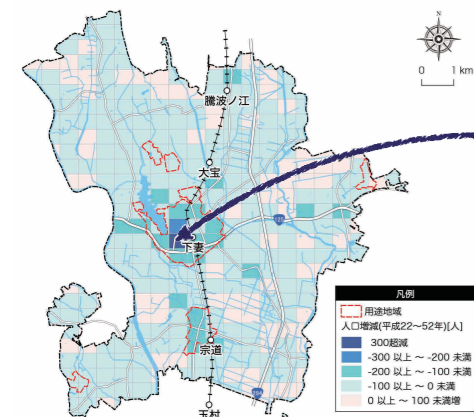 N
0 1 km
騰波ノ江
大宝
下妻
宗道
玉村
凡例
用途地域
人口増減(平成22~52年)[人]
300超減
-300 以上 ~ -200 未満
-200 以上 ~ -100 未満
-100 以上 ~ 0 未満
0 以上 ~ 100 未満増